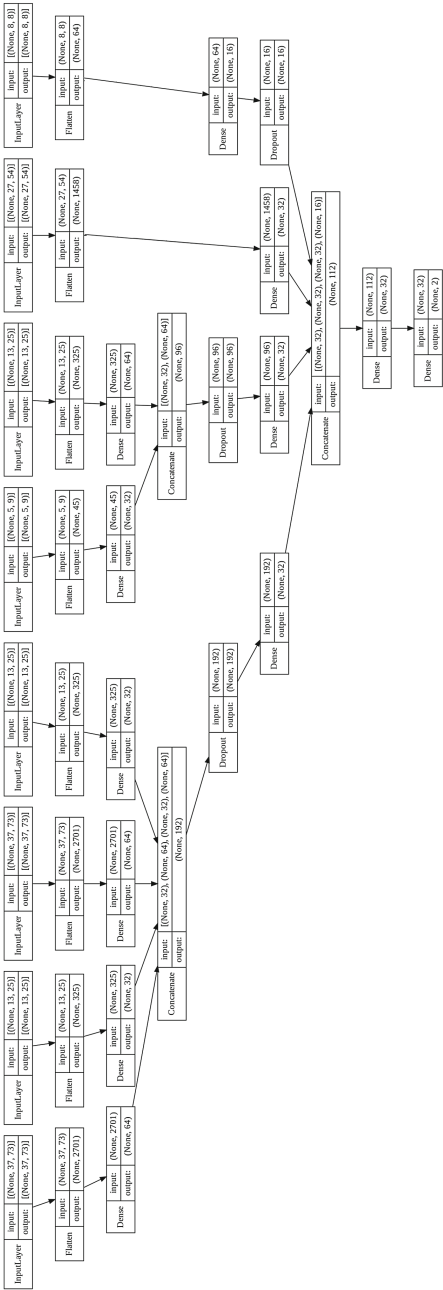 InputLayer
input: [(None, 37, 73)]
output: [(None, 37, 73)]
InputLayer
input: [(None, 13, 25)]
output: [(None, 13, 25)]
InputLayer
input: [(None, 37, 73)]
output: [(None, 37, 73)]
InputLayer
input: [(None, 13, 25)]
output: [(None, 13, 25)]
InputLayer
input: [(None, 5, 9)]
output: [(None, 5, 9)]
InputLayer
input: [(None, 13, 25)]
output: [(None, 13, 25)]
InputLayer
input: [(None, 27, 54)]
output: [(None, 27, 54)]
InputLayer
input: [(None, 8, 8)]
output: [(None, 8, 8)]
Flatten
input: (None, 37, 73)
output: (None, 2701)
Flatten
input: (None, 13, 25)
output: (None, 325)
Flatten
input: (None, 37, 73)
output: (None, 2701)
Flatten
input: (None, 13, 25)
output: (None, 325)
Flatten
input: (None, 5, 9)
output: (None, 45)
Flatten
input: (None, 13, 25)
output: (None, 325)
Flatten
input: (None, 27, 54)
output: (None, 1458)
Flatten
input: (None, 8, 8)
output: (None, 64)
Dense
input: (None, 2701)
output: (None, 64)
Dense
input: (None, 325)
output: (None, 32)
Dense
input: (None, 2701)
output: (None, 64)
Dense
input: (None, 325)
output: (None, 32)
Dense
input: (None, 45)
output: (None, 32)
Dense
input: (None, 325)
output: (None, 64)
Concatenate
input: [(None, 32), (None, 64), (None, 32), (None, 64)]
output: (None, 192)
Concatenate
input: [(None, 32), (None, 64)]
output: (None, 96)
Dropout
input: (None, 192)
output: (None, 192)
Dropout
input: (None, 96)
output: (None, 96)
Dense
input: (None, 64)
output: (None, 16)
Dense
input: (None, 192)
output: (None, 32)
Dense
input: (None, 96)
output: (None, 32)
Dense
input: (None, 1458)
output: (None, 32)
Dropout
input: (None, 16)
output: (None, 16)
Concatenate
input: [(None, 32), (None, 32), (None, 32), (None, 16)]
output: (None, 112)
Dense
input: (None, 112)
output: (None, 32)
Dense
input: (None, 32)
output: (None, 2)